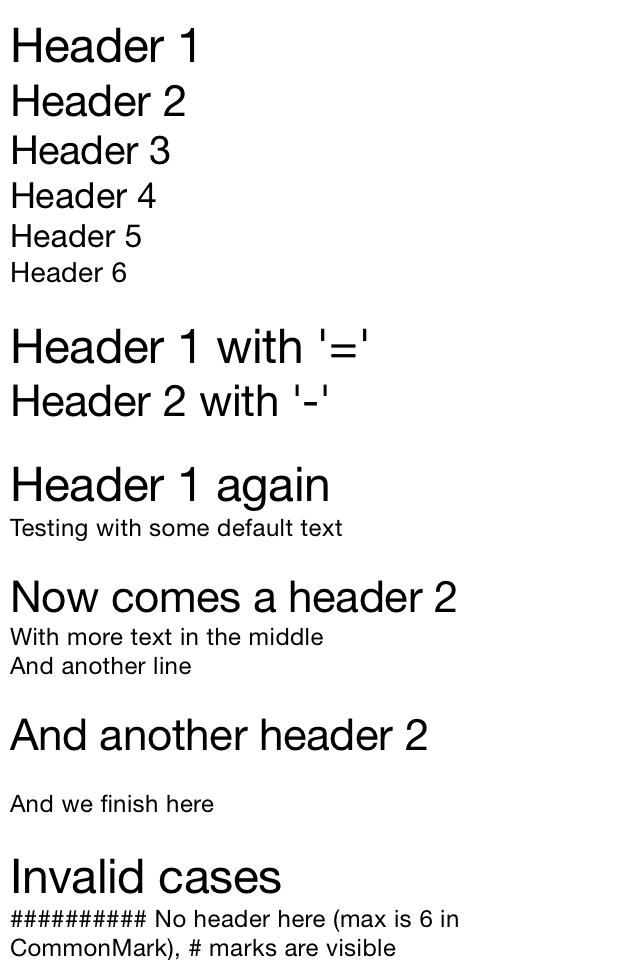 Header 1
Header 2
Header 3
Header 4
Header 5
Header 6
Header 1 with '='
Header 2 with '-'
Header 1 again
Testing with some default text
Now comes a header 2
With more text in the middle
And another line
And another header 2
And we finish here
Invalid cases
########## No header here (max is 6 in
CommonMark), # marks are visible